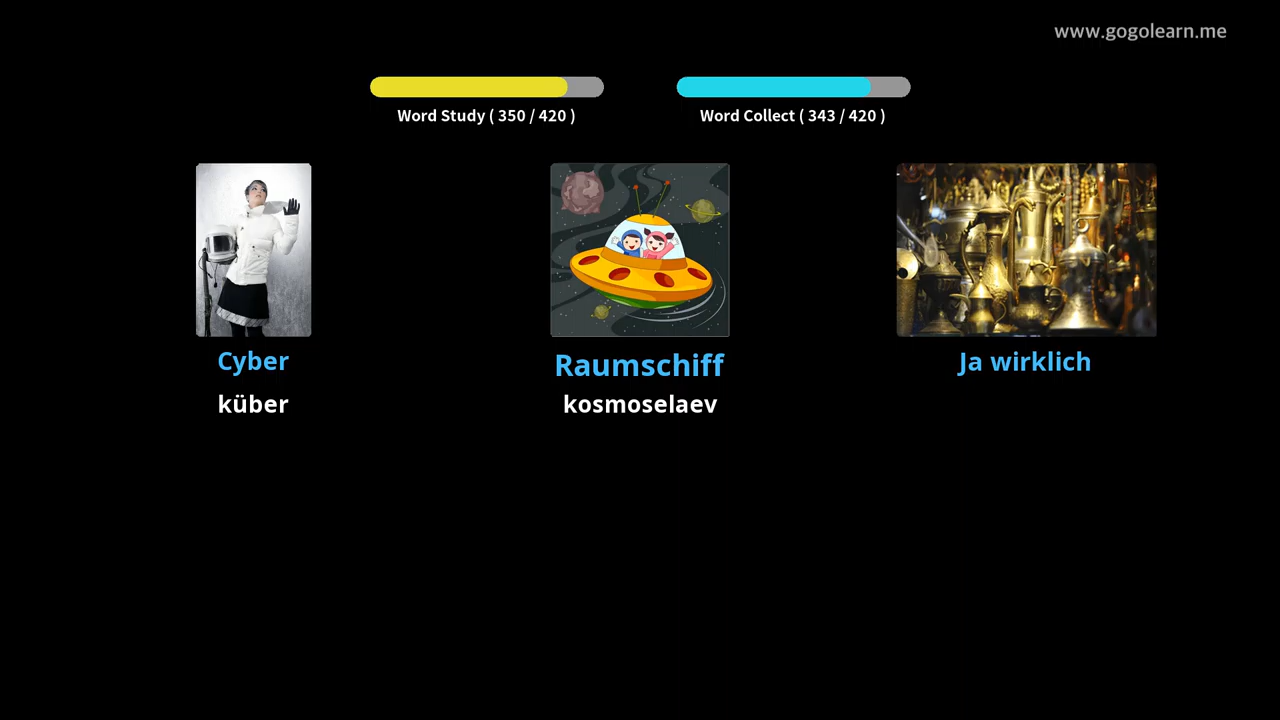 www.gogolearn.me
Word Study ( 350 / 420 )
Word Collect ( 343 / 420 )
Cyber
küber
Raumschiff
kosmoselaev
Ja wirklich